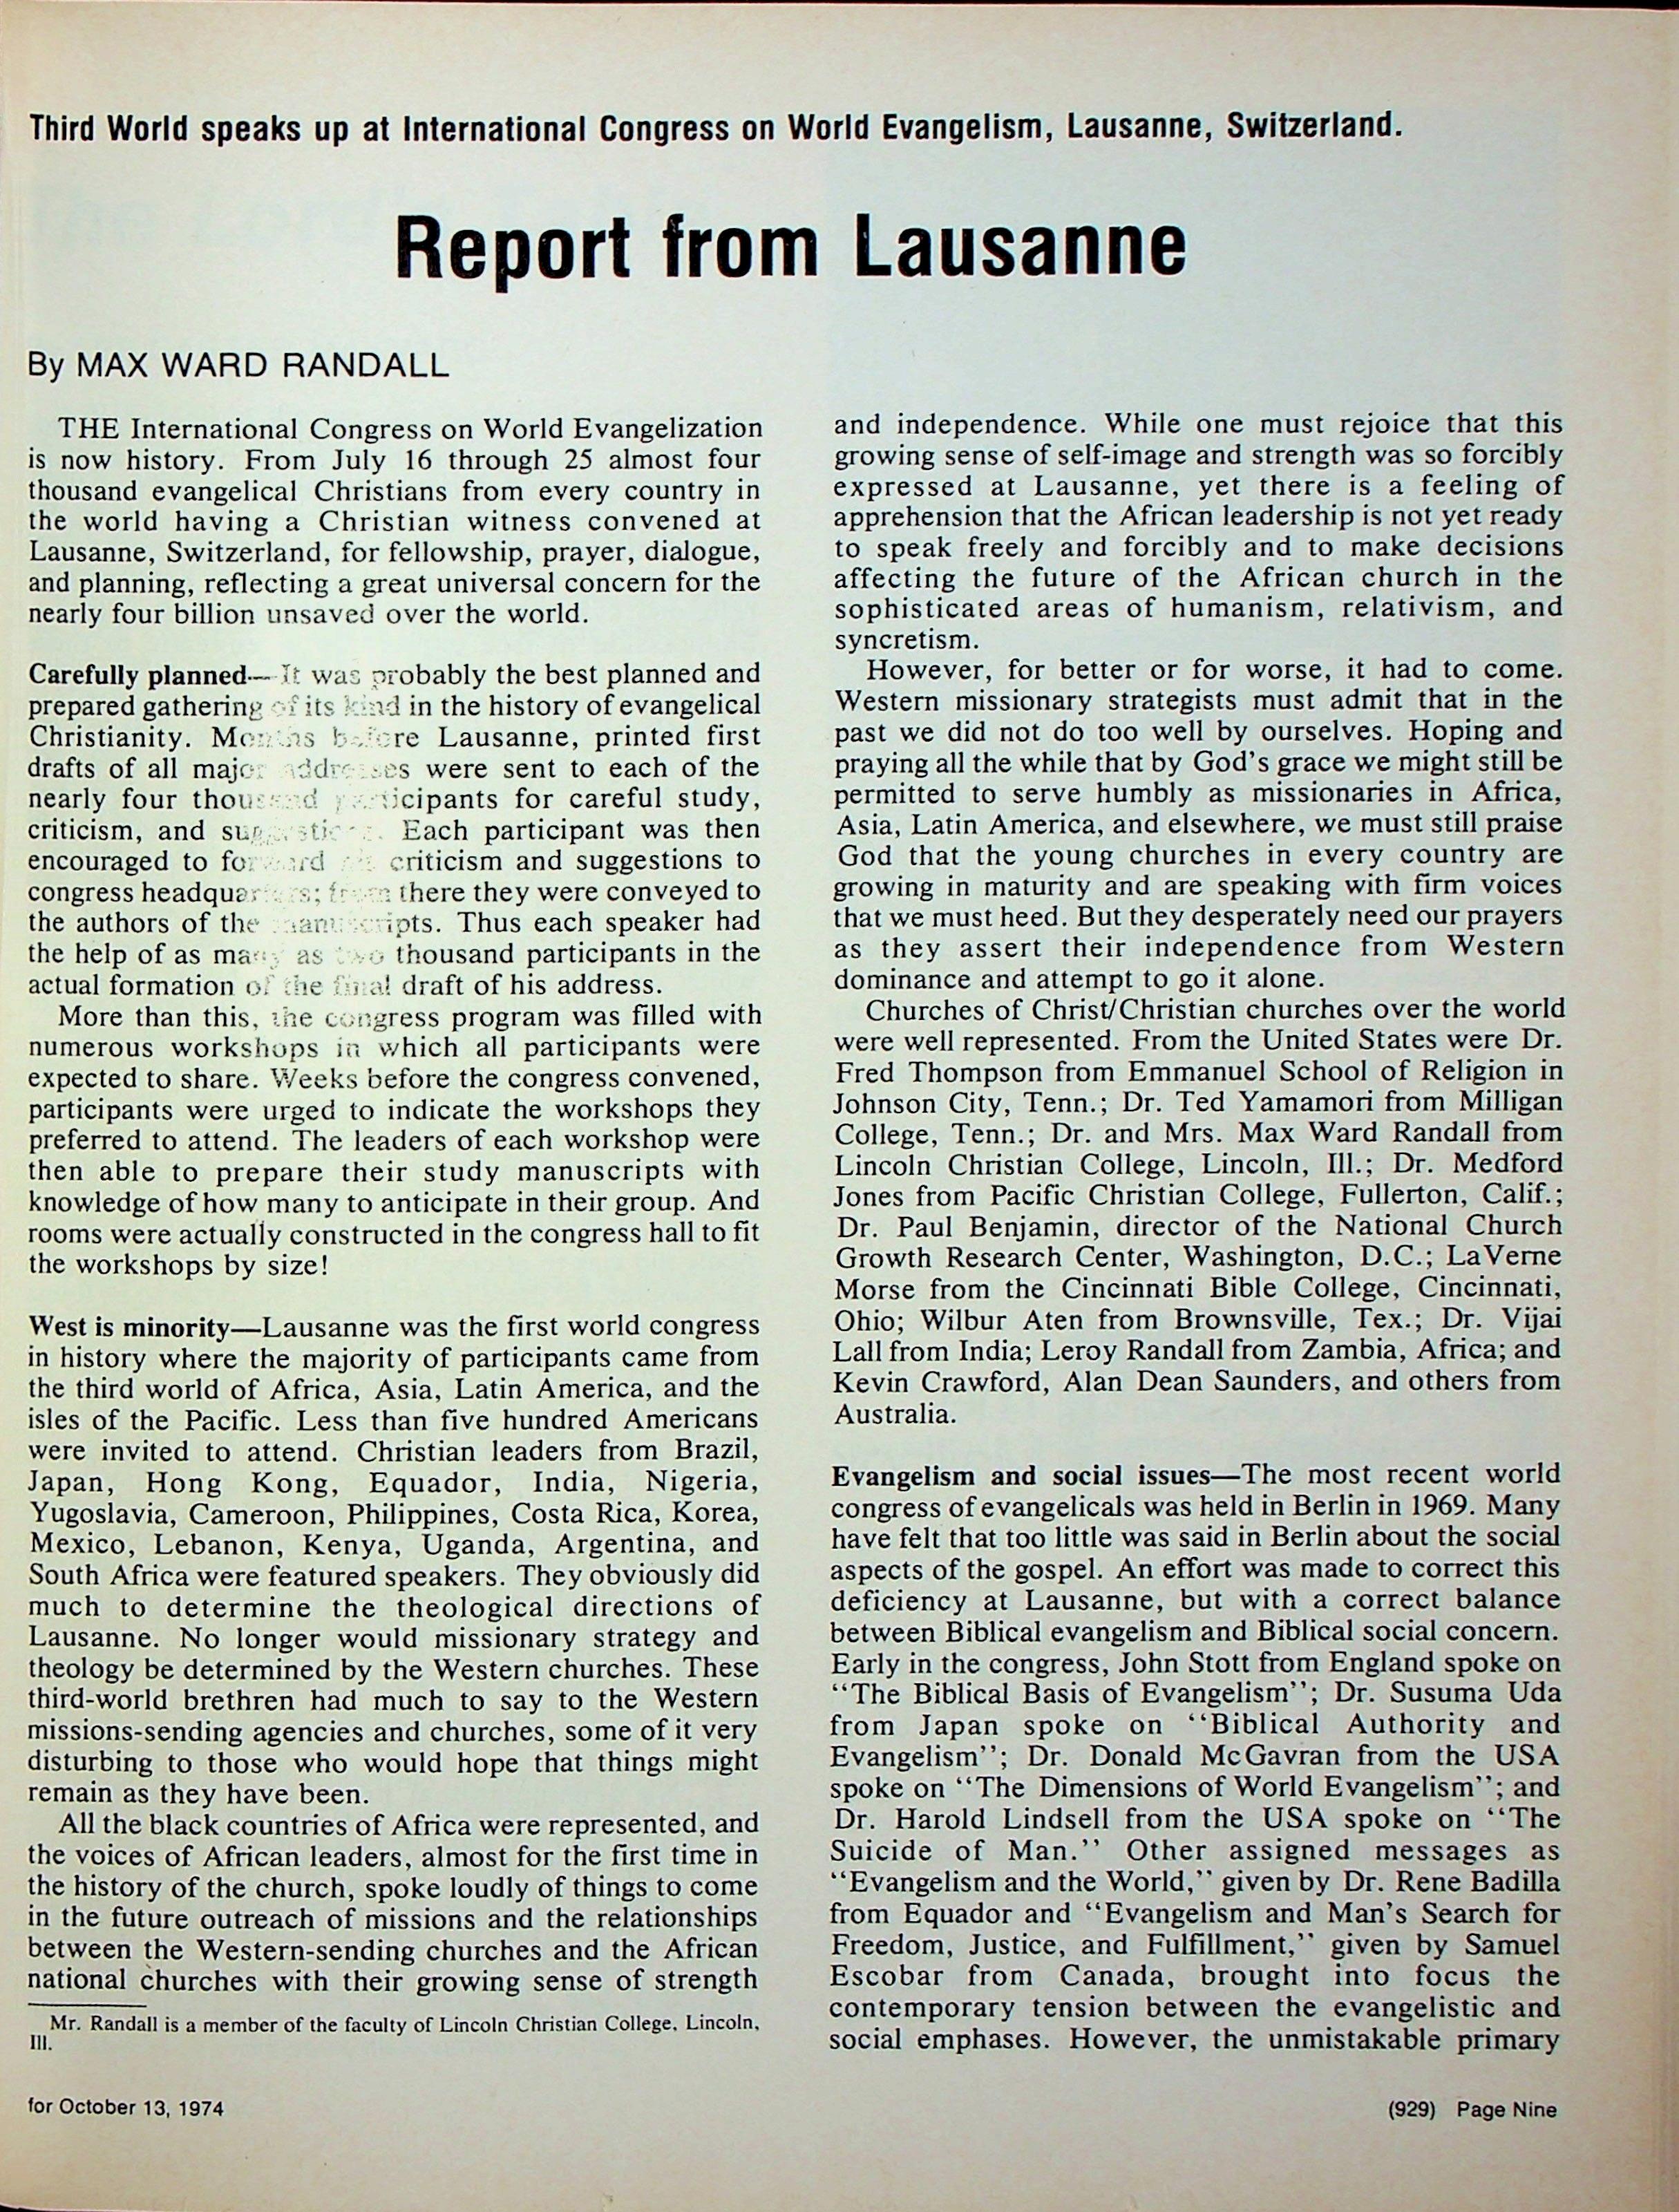 Third World speaks up at International Congress on World Evangelism, Lausanne, Switzerland.
Report from Lausanne
By MAX WARD RANDALL
THE International Congress on World Evangelization
is now history. From July 16 through 25 almost four
thousand evangelical Christians from every country in
the world having a Christian witness convened at
Lausanne, Switzerland, for fellowship, prayer, dialogue,
and planning, reflecting a great universal concern for the
nearly four billion unsaved over the world.
Carefully planned—It was probably the best planned and
prepared gathering of its kind in the history of evangelical
Christianity. Months before Lausanne, printed first
drafts of all major addresses were sent to each of the
nearly four thousand participants for careful study,
criticism, and suggestions. Each participant was then
encouraged to forward criticism and suggestions to
congress headquarters; from there they were conveyed to
the authors of the manuscripts. Thus each speaker had
the help of as many as two thousand participants in the
actual formation of the final draft of his address.
More than this, the congress program was filled with
numerous workshops in which all participants were
expected to share. Weeks before the congress convened,
participants were urged to indicate the workshops they
preferred to attend. The leaders of each workshop were
then able to prepare their study manuscripts with
knowledge of how many to anticipate in their group. And
rooms were actually constructed in the congress hall to fit
the workshops by size!
West is minority—Lausanne was the first world congress
in history where the majority of participants came from
the third world of Africa, Asia, Latin America, and the
isles of the Pacific. Less than five hundred Americans
were invited to attend. Christian leaders from Brazil,
Japan, Hong Kong, Equador, India, Nigeria,
Yugoslavia, Cameroon, Philippines, Costa Rica, Korea,
Mexico, Lebanon, Kenya, Uganda, Argentina, and
South Africa were featured speakers. They obviously did
much to determine the theological directions of
Lausanne. No longer would missionary strategy and
theology be determined by the Western churches. These
third-world brethren had much to say to the Western
missions-sending agencies and churches, some of it very
disturbing to those who would hope that things might
remain as they have been.
All the black countries of Africa were represented, and
the voices of African leaders, almost for the first time in
the history of the church, spoke loudly of things to come
in the future outreach of missions and the relationships
between the Western-sending churches and the African
national churches with their growing sense of strength
Mr. Randall is a member of the faculty of Lincoln Christian College, Lincoln,
Ill.
and independence. While one must rejoice that this
growing sense of self-image and strength was so forcibly
expressed at Lausanne, yet there is a feeling of
apprehension that the African leadership is not yet ready
to speak freely and forcibly and to make decisions
affecting the future of the African church in the
sophisticated areas of humanism, relativism, and
syncretism.
However, for better or for worse, it had to come.
Western missionary strategists must admit that in the
past we did not do too well by ourselves. Hoping and
praying all the while that by God's grace we might still be
permitted to serve humbly as missionaries in Africa,
Asia, Latin America, and elsewhere, we must still praise
God that the young churches in every country are
growing in maturity and are speaking with firm voices
that we must heed. But they desperately need our prayers
as they assert their independence from Western
dominance and attempt to go it alone.
Churches of Christ/Christian churches over the world
were well represented. From the United States were Dr.
Fred Thompson from Emmanuel School of Religion in
Johnson City, Tenn.; Dr. Ted Yamamori from Milligan
College, Tenn.; Dr. and Mrs. Max Ward Randall from
Lincoln Christian College, Lincoln, Ill.; Dr. Medford
Jones from Pacific Christian College, Fullerton, Calif.;
Dr. Paul Benjamin, director of the National Church
Growth Research Center, Washington, D.C.; LaVerne
Morse from the Cincinnati Bible College, Cincinnati,
Ohio; Wilbur Aten from Brownsville, Tex.; Dr. Vijai
Lall from India; Leroy Randall from Zambia, Africa; and
Kevin Crawford, Alan Dean Saunders, and others from
Australia.
Evangelism and social issues—The most recent world
congress of evangelicals was held in Berlin in 1969. Many
have felt that too little was said in Berlin about the social
aspects of the gospel. An effort was made to correct this
deficiency at Lausanne, but with a correct balance
between Biblical evangelism and Biblical social concern.
Early in the congress, John Stott from England spoke on
"The Biblical Basis of Evangelism"; Dr. Susuma Uda
from Japan spoke on "Biblical Authority and
Evangelism"; Dr. Donald McGavran from the USA
spoke on "The Dimensions of World Evangelism"; and
Dr. Harold Lindsell from the USA spoke on "The
Suicide of Man." Other assigned messages as
"Evangelism and the World," given by Dr. Rene Badilla
from Equador and "Evangelism and Man's Search for
Freedom, Justice, and Fulfillment," given by Samuel
Escobar from Canada, brought into focus the
contemporary tension between the evangelistic and
social emphases. However, the unmistakable primary
for October 13, 1974
(929) Page Nine